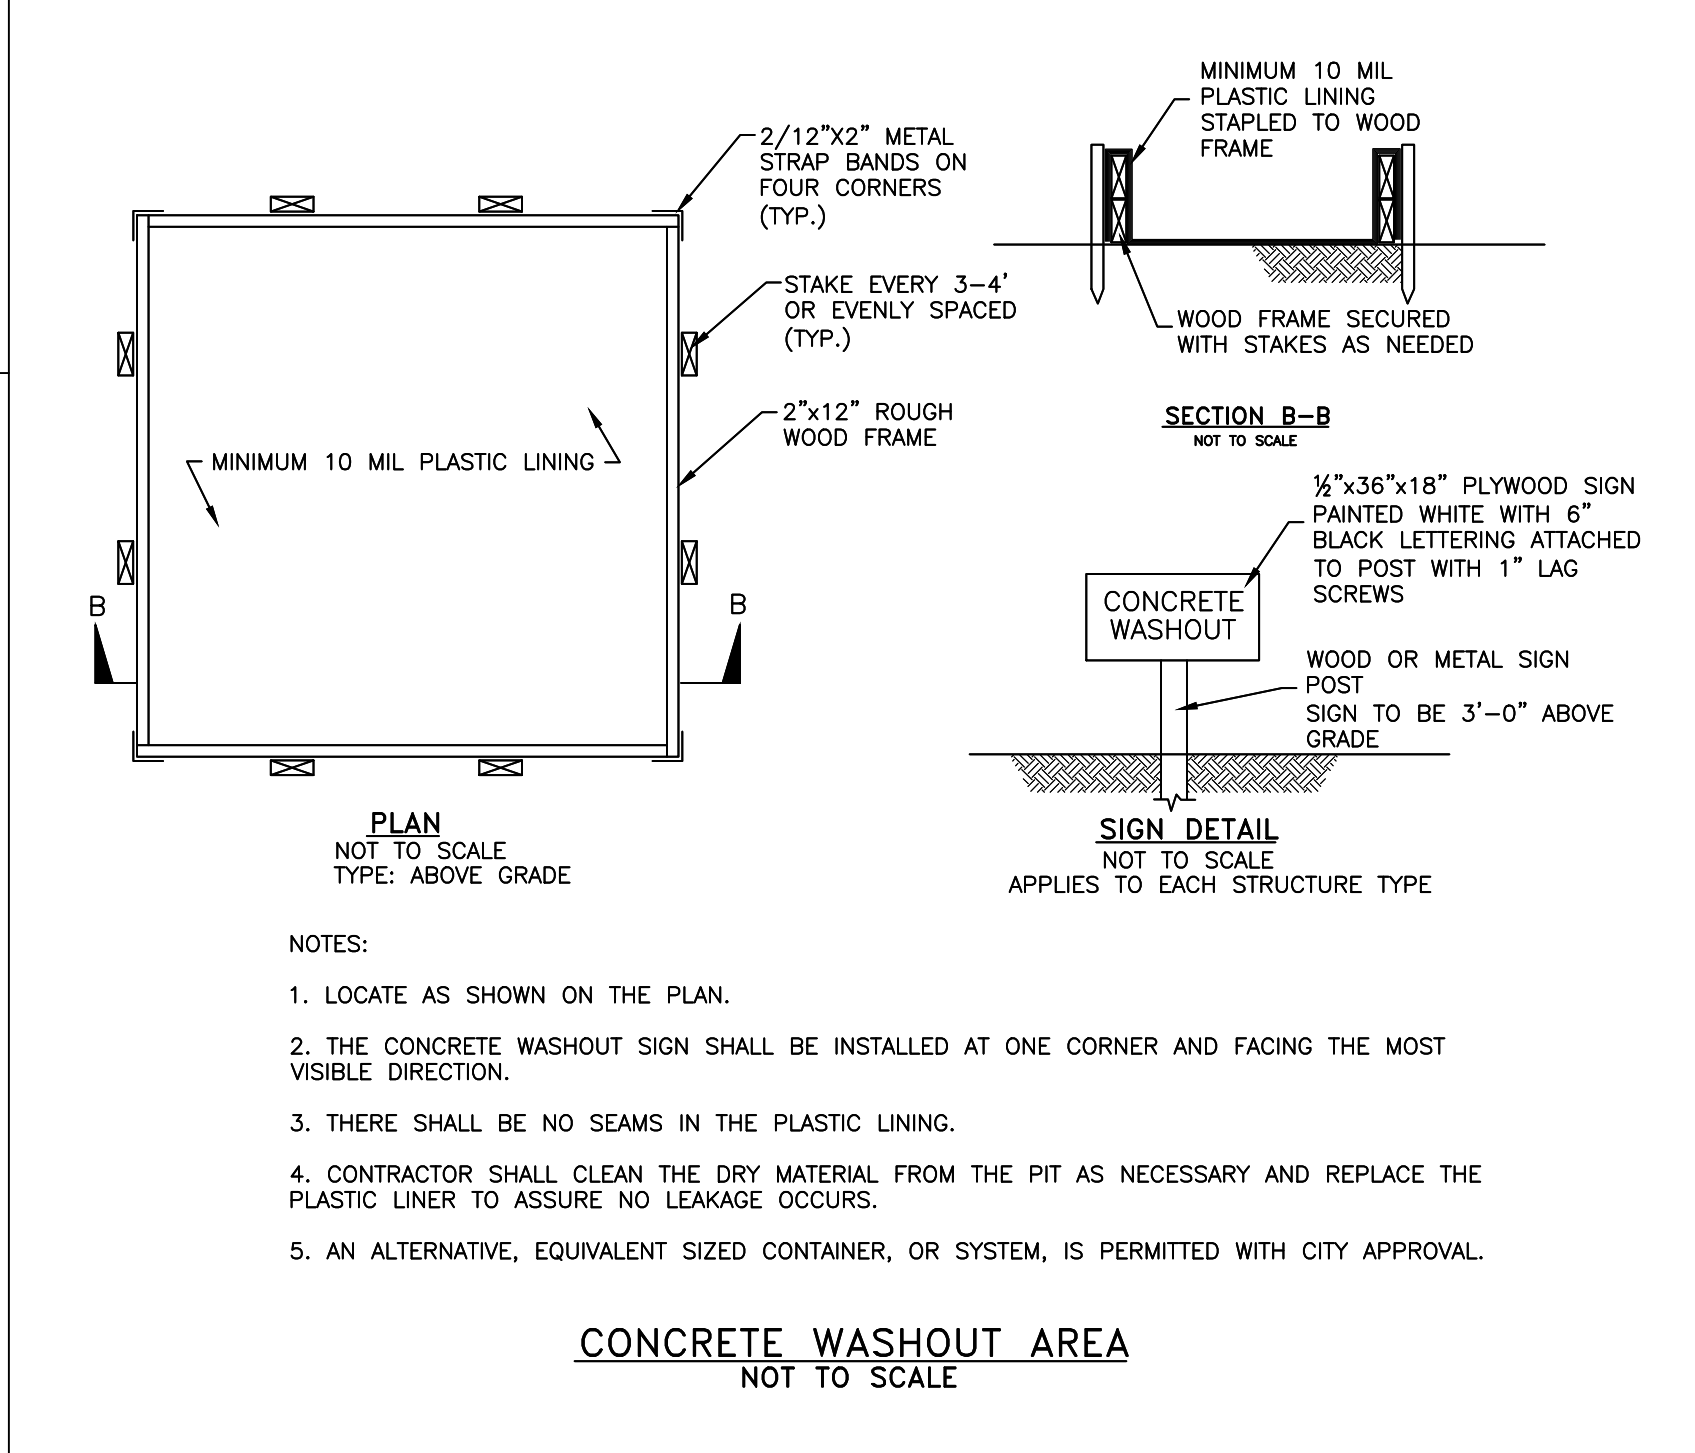 2/12"X2" METAL
STRAP BANDS ON
FOUR CORNERS
(TYP.)
STAKE EVERY 3-4'
OR EVENLY SPACED
(TYP.)
2"x12" ROUGH
WOOD FRAME
MINIMUM 10 MIL PLASTIC LINING
B
B
PLAN
NOT TO SCALE
TYPE: ABOVE GRADE
MINIMUM 10 MIL
PLASTIC LINING
STAPLED TO WOOD
FRAME
WOOD FRAME SECURED
WITH STAKES AS NEEDED
SECTION B-B
NOT TO SCALE
½"x36"x18" PLYWOOD SIGN
PAINTED WHITE WITH 6"
BLACK LETTERING ATTACHED
TO POST WITH 1" LAG
SCREWS
CONCRETE
WASHOUT
WOOD OR METAL SIGN
POST
SIGN TO BE 3'-0" ABOVE
GRADE
SIGN DETAIL
NOT TO SCALE
APPLIES TO EACH STRUCTURE TYPE
NOTES:
1. LOCATE AS SHOWN ON THE PLAN.
2. THE CONCRETE WASHOUT SIGN SHALL BE INSTALLED AT ONE CORNER AND FACING THE MOST
VISIBLE DIRECTION.
3. THERE SHALL BE NO SEAMS IN THE PLASTIC LINING.
4. CONTRACTOR SHALL CLEAN THE DRY MATERIAL FROM THE PIT AS NECESSARY AND REPLACE THE
PLASTIC LINER TO ASSURE NO LEAKAGE OCCURS.
5. AN ALTERNATIVE, EQUIVALENT SIZED CONTAINER, OR SYSTEM, IS PERMITTED WITH CITY APPROVAL.
CONCRETE WASHOUT AREA
NOT TO SCALE